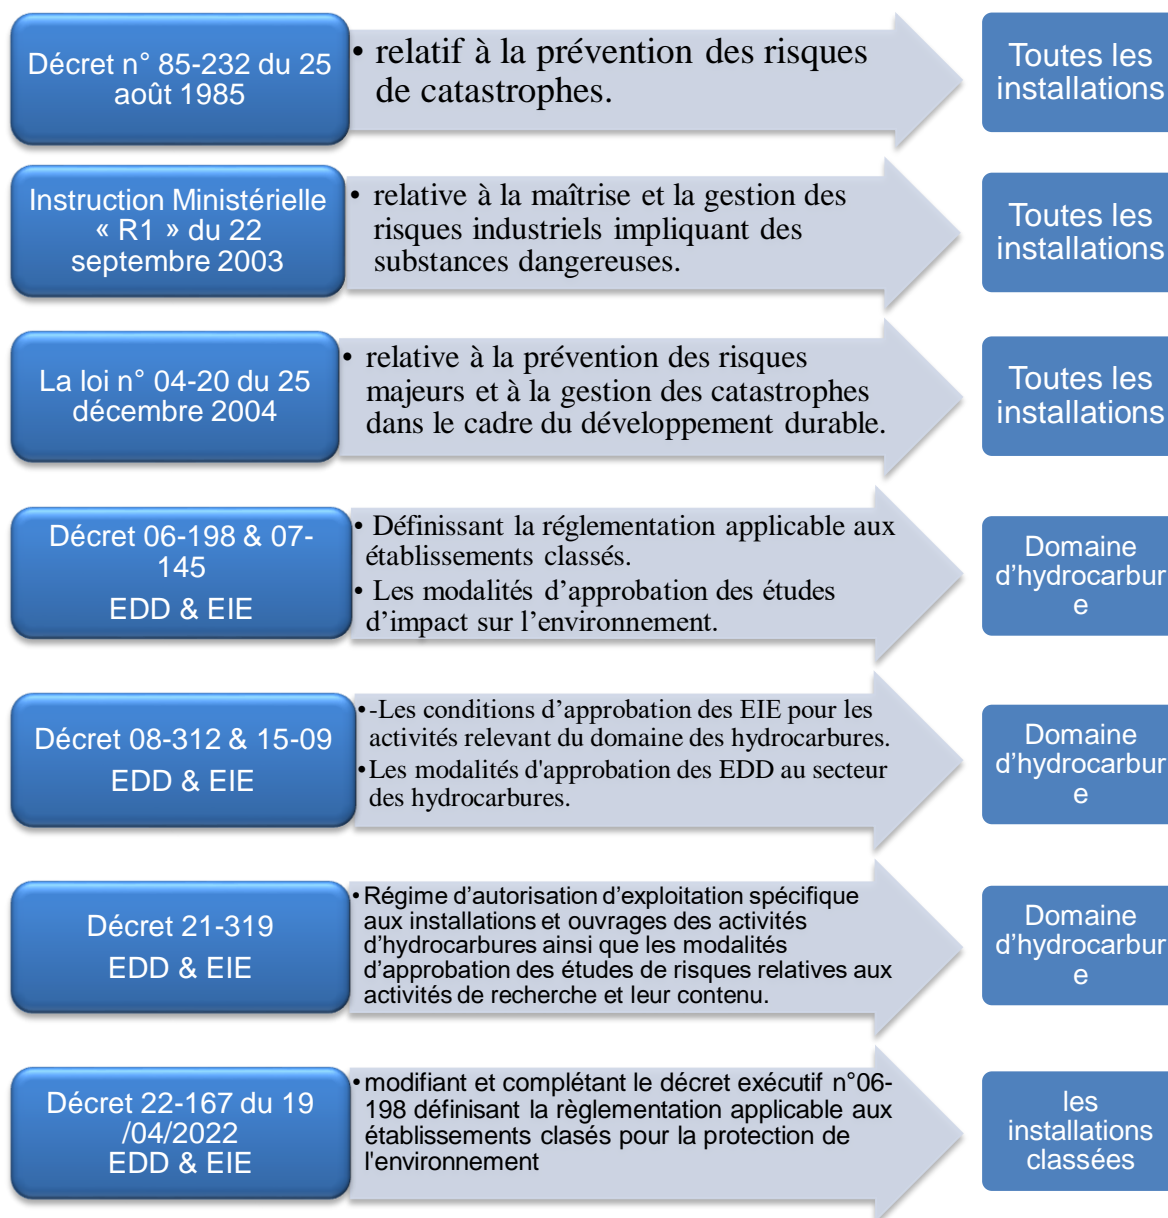 Décret n° 85-232 du 25
août 1985
• relatif à la prévention des risques
de catastrophes.
Toutes les
installations
Instruction Ministérielle
« R1 » du 22
septembre 2003
• relative à la maîtrise et la gestion des
risques industriels impliquant des
substances dangereuses.
Toutes les
installations
La loi n° 04-20 du 25
décembre 2004
• relative à la prévention des risques
majeurs et à la gestion des catastrophes
dans le cadre du développement durable.
Toutes les
installations
Décret 06-198 & 07-
145
EDD & EIE
• Définissant la réglementation applicable aux
établissements classés.
• Les modalités d’approbation des études
d’impact sur l’environnement.
Domaine
d’hydrocarbur
e
Décret 08-312 & 15-09
EDD & EIE
•-Les conditions d’approbation des EIE pour les
activités relevant du domaine des hydrocarbures.
•Les modalités d'approbation des EDD au secteur
des hydrocarbures.
Domaine
d’hydrocarbur
e
Décret 21-319
EDD & EIE
•Régime d’autorisation d’exploitation spécifique
aux installations et ouvrages des activités
d’hydrocarbures ainsi que les modalités
d’approbation des études de risques relatives aux
activités de recherche et leur contenu.
Domaine
d’hydrocarbur
e
Décret 22-167 du 19
/04/2022
EDD & EIE
•modifiant et complétant le décret exécutif n°06-
198 définisant la règlementation applicable aux
établissements clasés pour la protection de
l'environnement
les
installations
classées